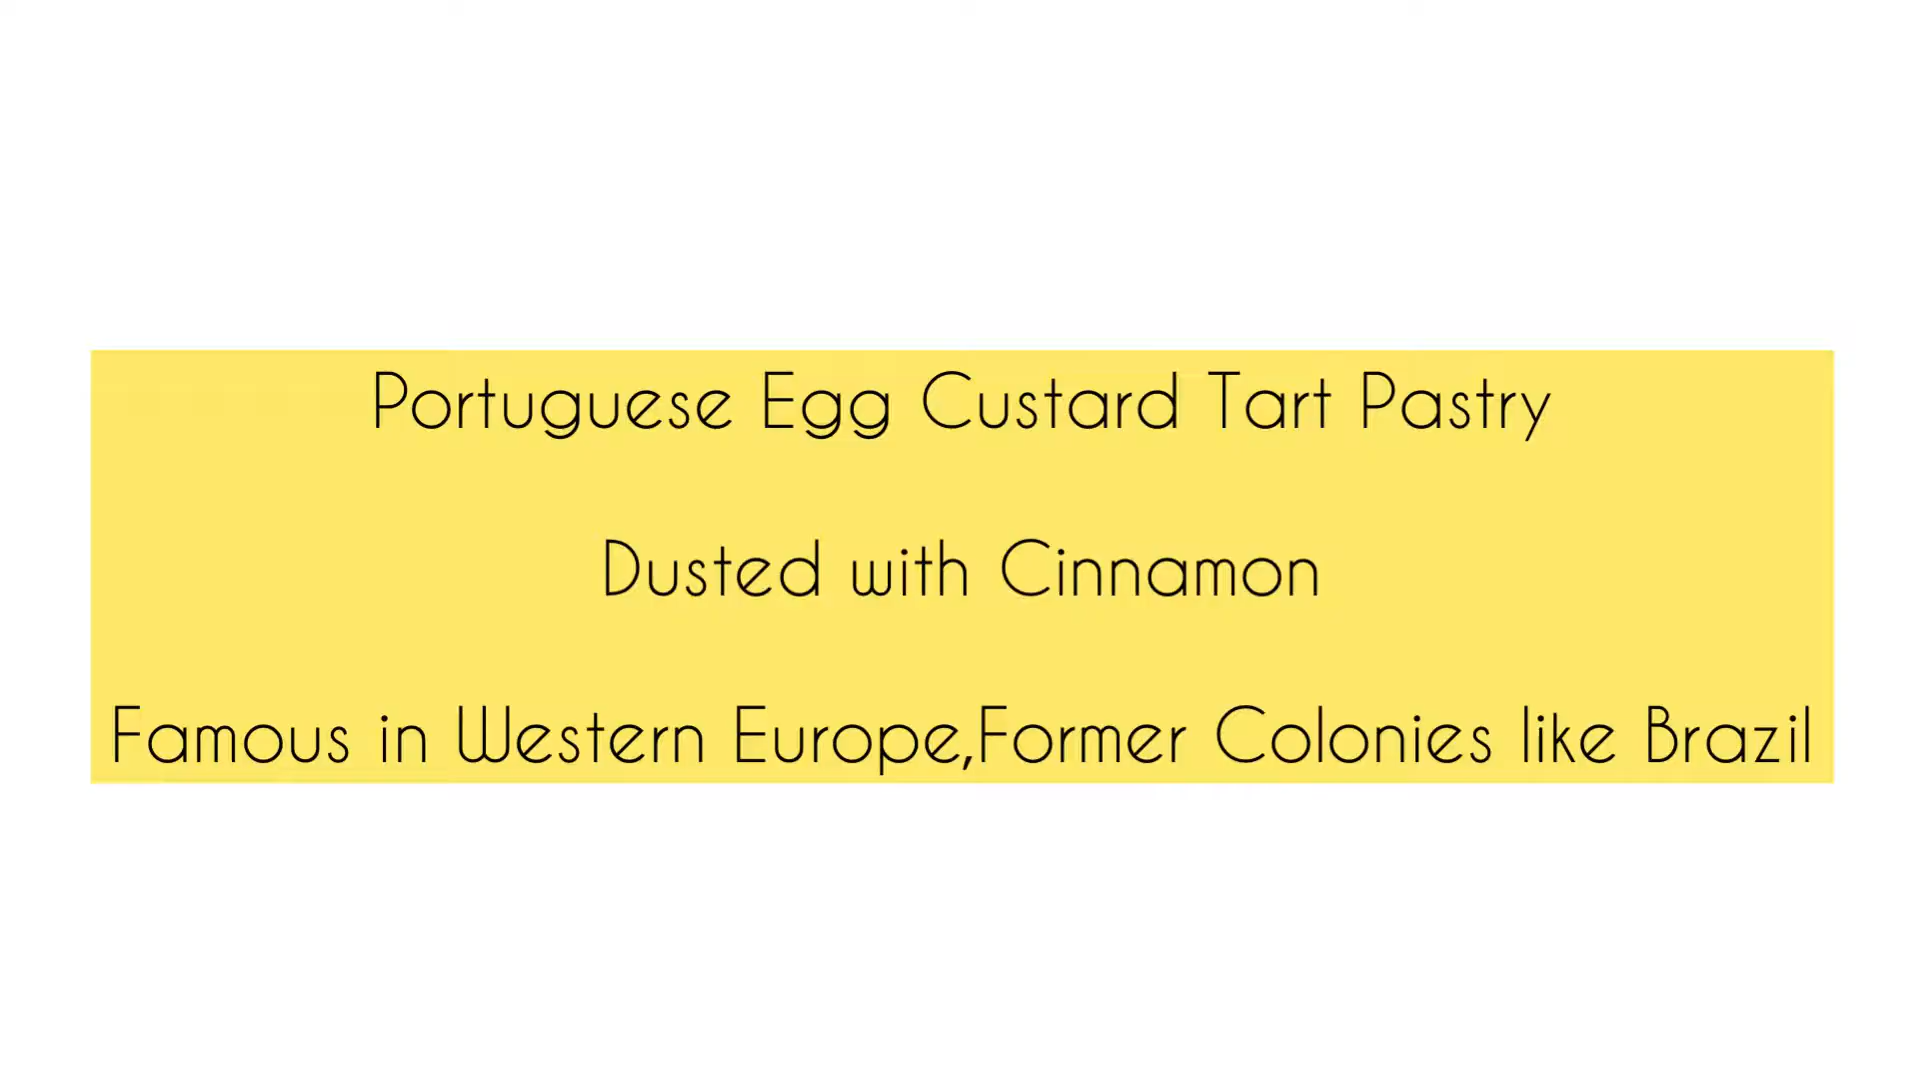 Portuguese Egg Custard Tart Pastry
Dusted with Cinnamon
Famous in Western Europe,Former Colonies like Brazil